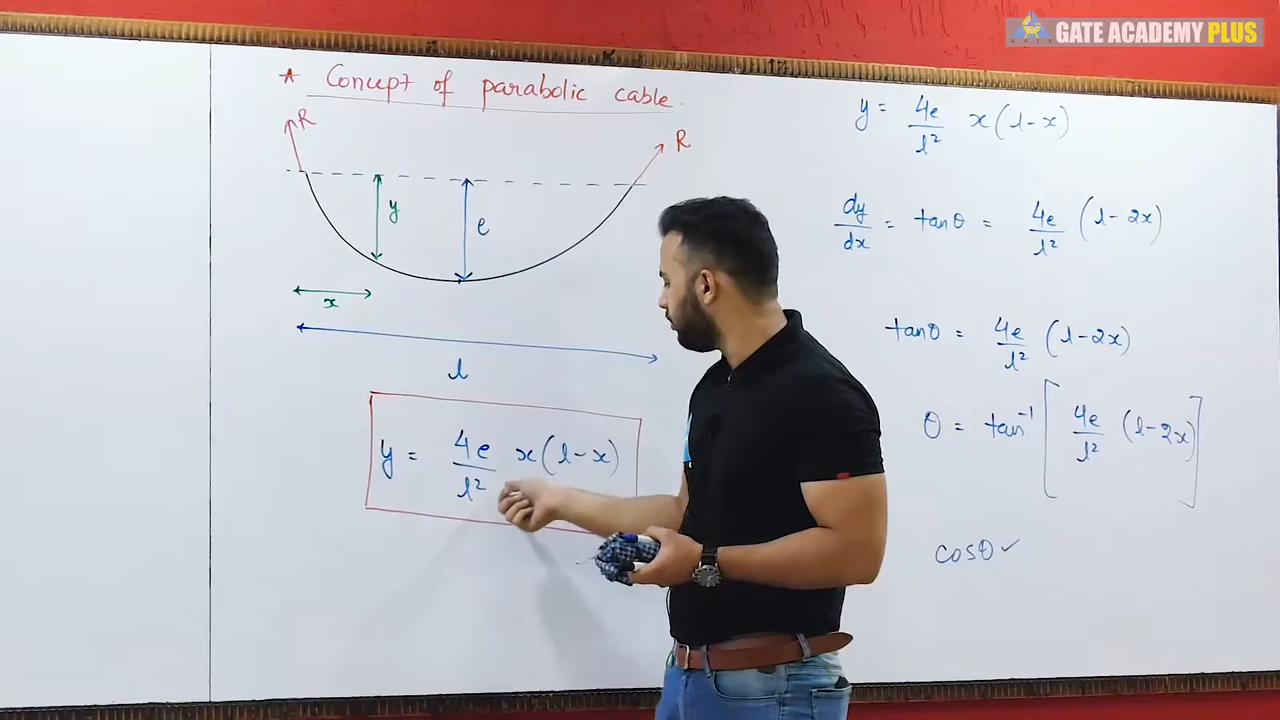 GATE ACADEMY PLUS
* Concept of parabolic cable.
R
R
y
e
x
l
y = 4e/l² x(l-x)
y = 4e/l² x(l-x)
dy/dx = tanθ = 4e/l² (l-2x)
tanθ = 4e/l² (l-2x)
θ = tan⁻¹ [4e/l² (l-2x)]
cosθ ✓